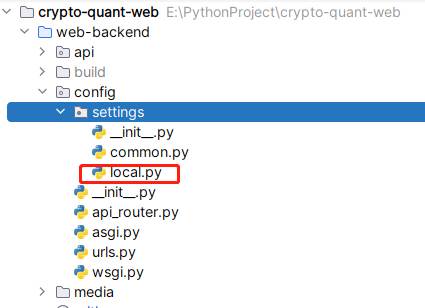 crypto-quant-web E:\PythonProject\crypto-quant-web
web-backend
api
build
config
settings
__init__.py
common.py
local.py
__init__.py
api_router.py
asgi.py
urls.py
wsgi.py
media